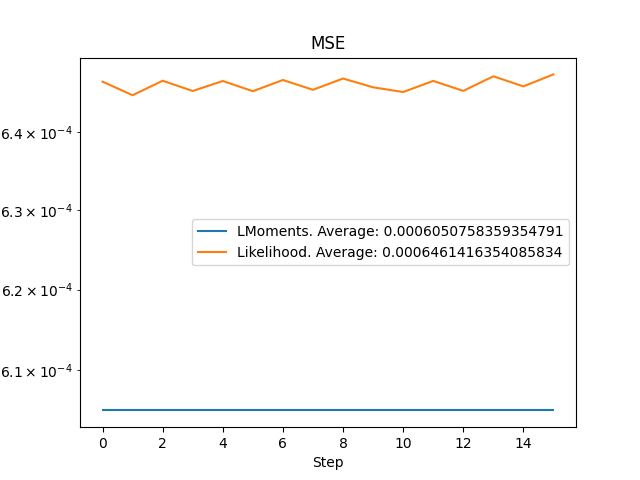 MSE
6.4 × 10⁻⁴
6.3 × 10⁻⁴
6.2 × 10⁻⁴
6.1 × 10⁻⁴
LMoments. Average: 0.0006050758359354791
Likelihood. Average: 0.0006461416354085834
0 2 4 6 8 10 12 14
Step